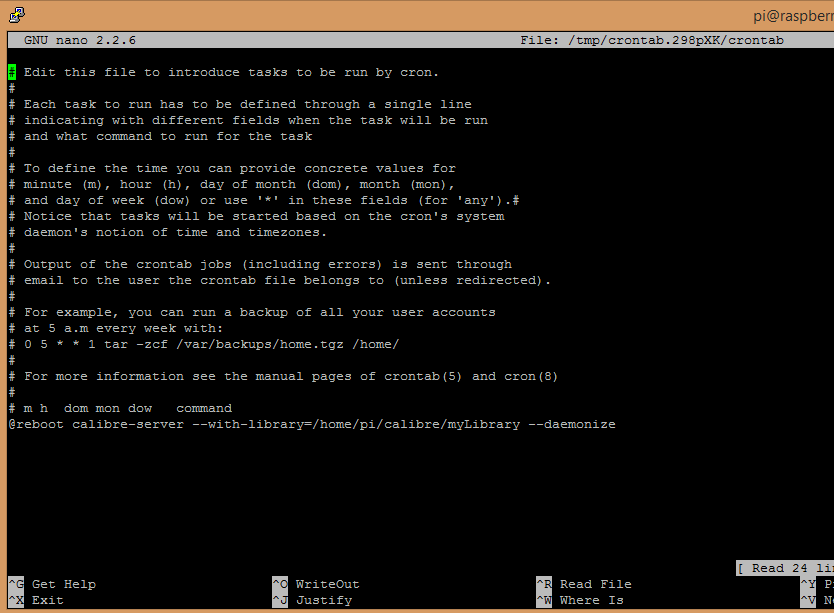 pi@raspberr
GNU nano 2.2.6 File: /tmp/crontab.298pXK/crontab
# Edit this file to introduce tasks to be run by cron.
#
# Each task to run has to be defined through a single line
# indicating with different fields when the task will be run
# and what command to run for the task
#
# To define the time you can provide concrete values for
# minute (m), hour (h), day of month (dom), month (mon),
# and day of week (dow) or use '*' in these fields (for 'any').#
# Notice that tasks will be started based on the cron's system
# daemon's notion of time and timezones.
#
# Output of the crontab jobs (including errors) is sent through
# email to the user the crontab file belongs to (unless redirected).
#
# For example, you can run a backup of all your user accounts
# at 5 a.m every week with:
# 0 5 * * 1 tar -zcf /var/backups/home.tgz /home/
#
# For more information see the manual pages of crontab(5) and cron(8)
#
# m h  dom mon dow   command
@reboot calibre-server --with-library=/home/pi/calibre/myLibrary --daemonize
[ Read 24 li
^G Get Help ^O WriteOut ^R Read File ^Y P
^X Exit ^J Justify ^W Where Is ^V N